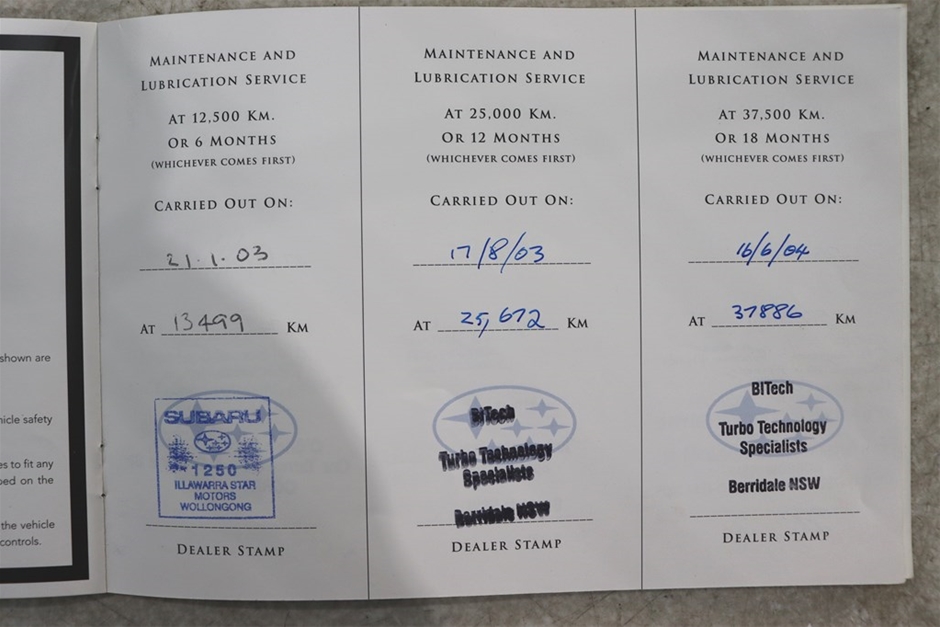 shown are
nicle safety
es to fit any
ped on the
the vehicle
controls.
MAINTENANCE AND
LUBRICATION SERVICE
AT 12,500 KM.
OR 6 MONTHS
(WHICHEVER COMES FIRST)
CARRIED OUT ON:
21.1.03
AT 13499 KM
SUBARU
1250
ILLAWARRA STAR
MOTORS
WOLLONGONG
DEALER STAMP
MAINTENANCE AND
LUBRICATION SERVICE
AT 25,000 KM.
OR 12 MONTHS
(WHICHEVER COMES FIRST)
CARRIED OUT ON:
17/8/03
AT 25,672 KM
BITech
Turbo Technology
Specialists
Berridale NSW
DEALER STAMP
MAINTENANCE AND
LUBRICATION SERVICE
AT 37,500 KM.
OR 18 MONTHS
(WHICHEVER COMES FIRST)
CARRIED OUT ON:
16/6/04
AT 37886 KM
BITech
Turbo Technology
Specialists
Berridale NSW
DEALER STAMP